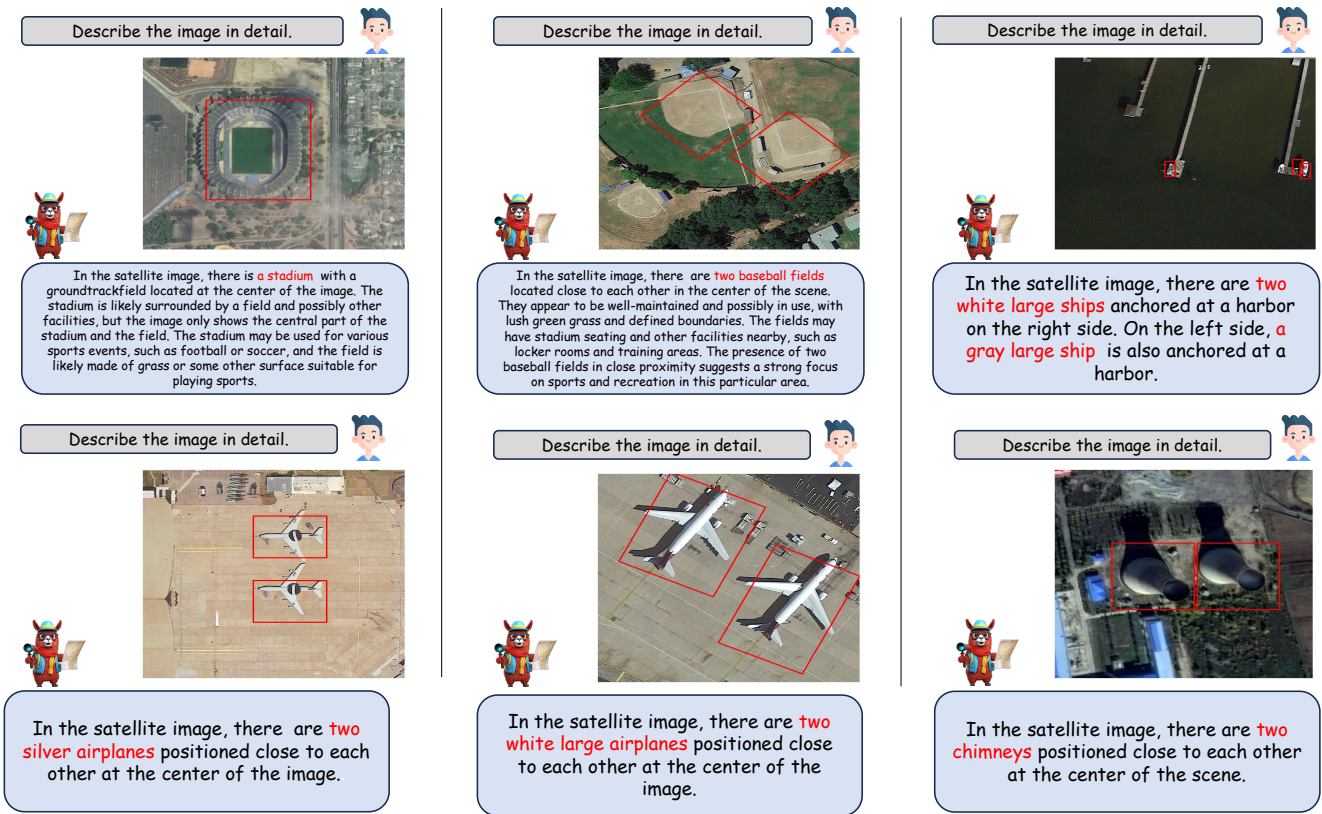 Describe the image in detail.
In the satellite image, there is a stadium with a
groundtrackfield located at the center of the image. The
stadium is likely surrounded by a field and possibly other
facilities, but the image only shows the central part of the
stadium and the field. The stadium may be used for various
sports events, such as football or soccer, and the field is
likely made of grass or some other surface suitable for
playing sports.
Describe the image in detail.
In the satellite image, there are two baseball fields
located close to each other in the center of the scene.
They appear to be well-maintained and possibly in use, with
lush green grass and defined boundaries. The fields may
have stadium seating and other facilities nearby, such as
locker rooms and training areas. The presence of two
baseball fields in close proximity suggests a strong focus
on sports and recreation in this particular area.
Describe the image in detail.
In the satellite image, there are two
white large ships anchored at a harbor
on the right side. On the left side, a
gray large ship is also anchored at a
harbor.
Describe the image in detail.
In the satellite image, there are two
silver airplanes positioned close to each
other at the center of the image.
Describe the image in detail.
In the satellite image, there are two
white large airplanes positioned close
to each other at the center of the
image.
Describe the image in detail.
In the satellite image, there are two
chimneys positioned close to each other
at the center of the scene.